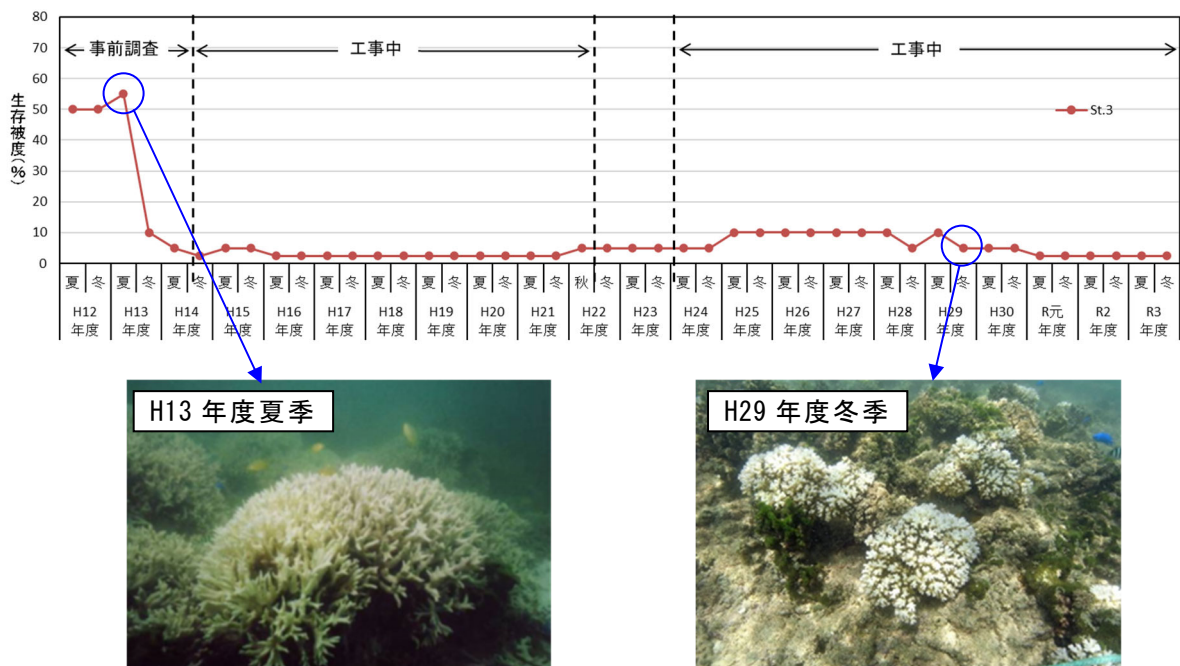 生存被度(%)
80
70
60
50
40
30
20
10
0
事前調査
工事中
工事中
St.3
夏 冬 夏 冬 夏 冬 夏 冬 夏 冬 夏 冬 夏 冬 夏 冬 夏 冬 夏 冬 秋 冬 夏 冬 夏 冬 夏 冬 夏 冬 夏 冬 夏 冬 夏 冬 夏 冬 夏 冬 夏 冬 夏 冬
H12 H13 H14 H15 H16 H17 H18 H19 H20 H21 H22 H23 H24 H25 H26 H27 H28 H29 H30 R元 R2 R3
年度 年度 年度 年度 年度 年度 年度 年度 年度 年度 年度 年度 年度 年度 年度 年度 年度 年度 年度 年度 年度 年度
H13 年度夏季
H29 年度冬季